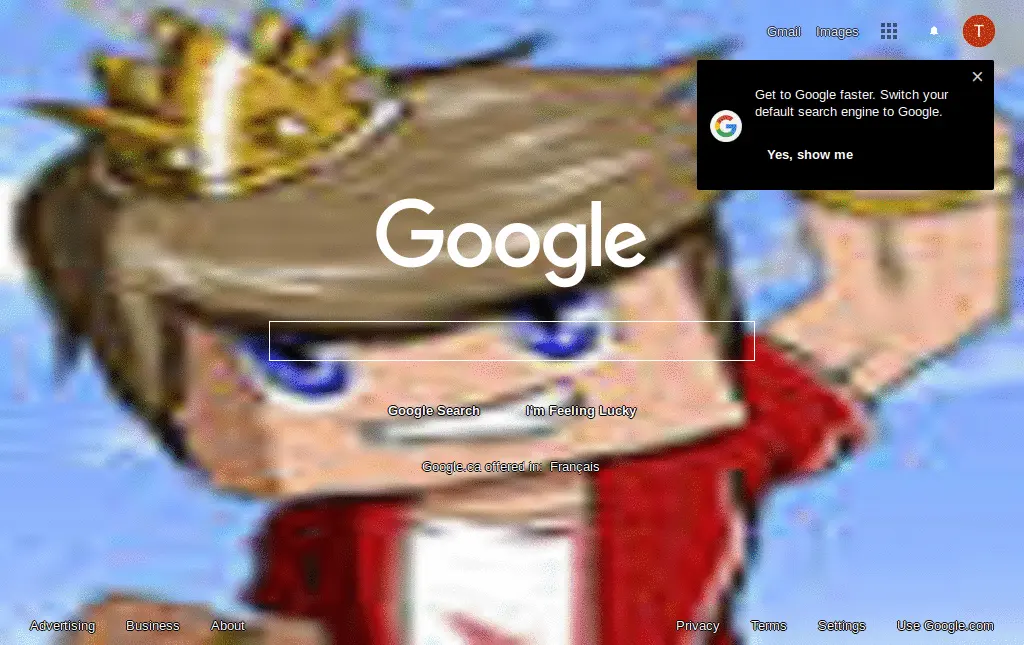 Gmail Images T
Get to Google faster. Switch your
default search engine to Google.
Yes, show me
Google
Google Search I'm Feeling Lucky
Google.ca offered in: Français
Advertising Business About Privacy Terms Settings Use Google.com